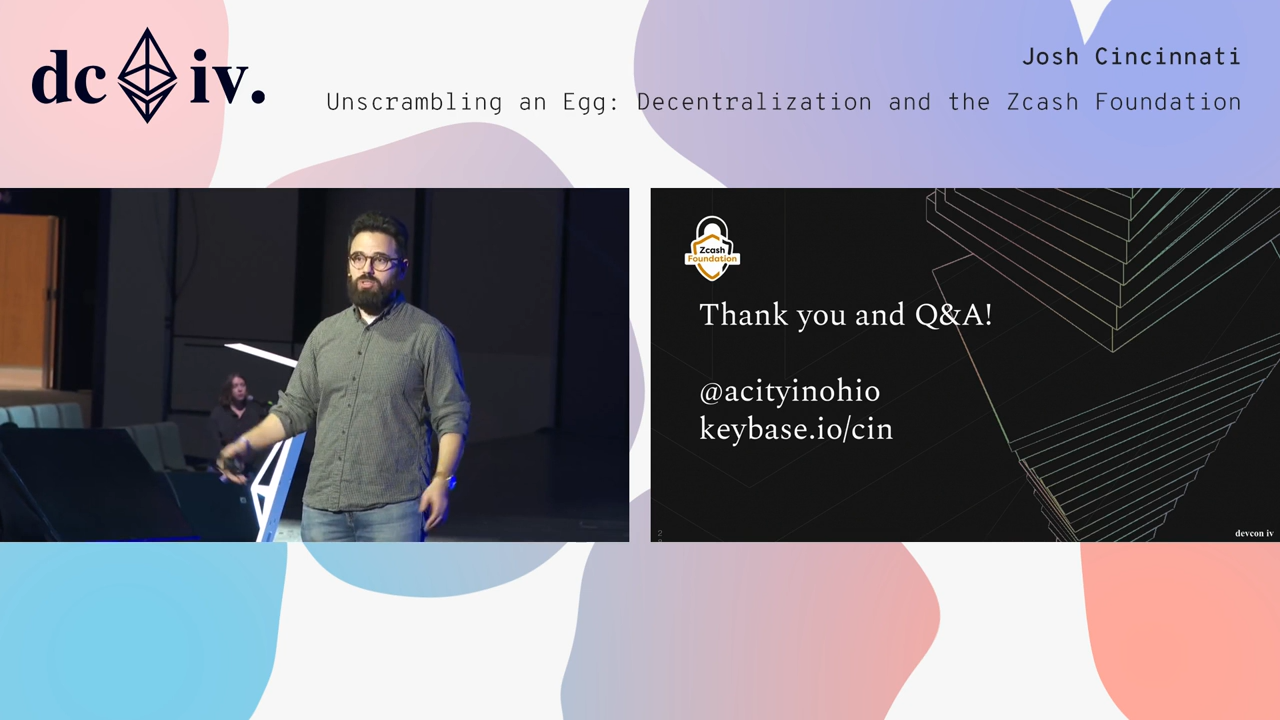 dc iv.
Josh Cincinnati
Unscrambling an Egg: Decentralization and the Zcash Foundation
Zcash
Foundation
Thank you and Q&A!
@acityinohio
keybase.io/cin
devcon iv